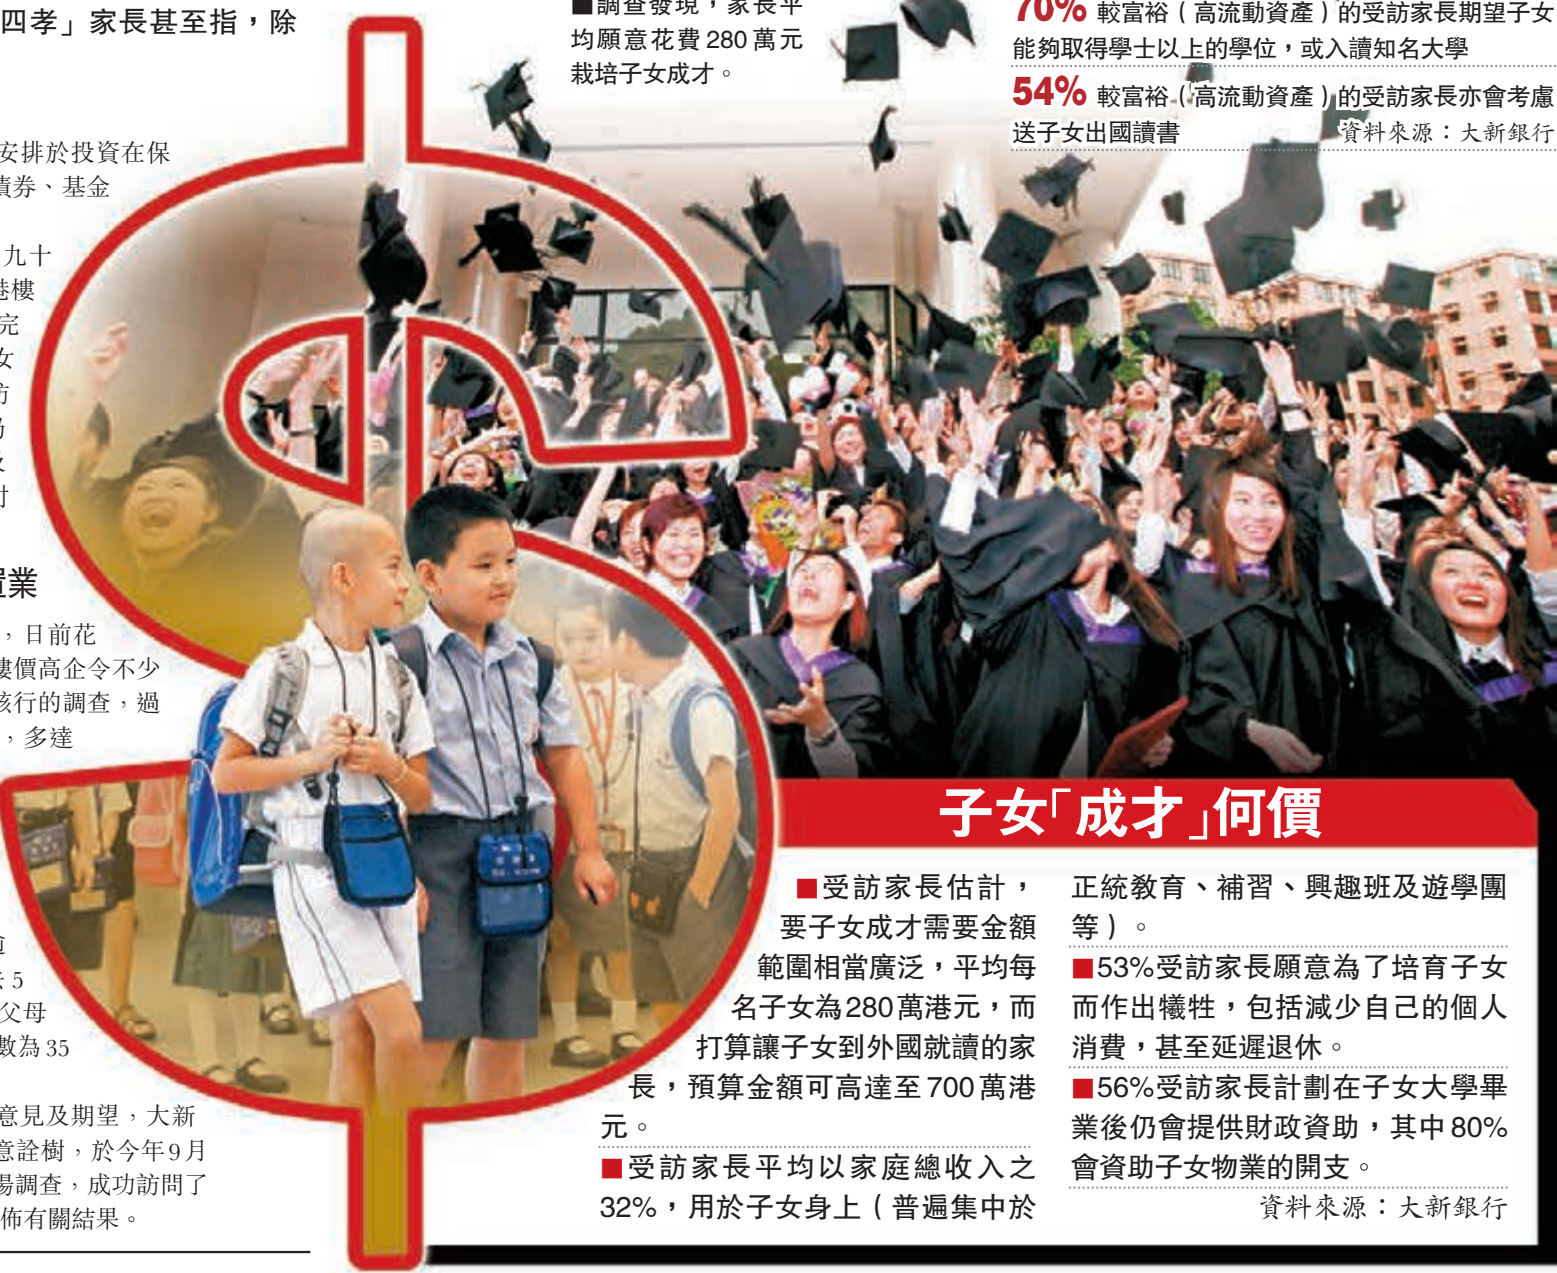 四孝」家長甚至指，除
安排於投資在保
債券、基金
九十
港樓
完
女
訪
及
置業
，日前花
樓價高企令不少
該行的調查，過
，多達
5
父母
數為35
意見及期望，大新
意詮樹，於今年9月
場調查，成功訪問了
佈有關結果。
■調查發現，家長平
均願意花費280萬元
栽培子女成才。
70% 較富裕（高流動資產）的受訪家長期望子女
能夠取得學士以上的學位，或入讀知名大學
54% 較富裕（高流動資產）的受訪家長亦會考慮
送子女出國讀書 資料來源：大新銀行
子女「成才」何價
■受訪家長估計，
要子女成才需要金額
範圍相當廣泛，平均每
名子女為280萬港元，而
打算讓子女到外國就讀的家
長，預算金額可高達至700萬港
元。
■受訪家長平均以家庭總收入之
32%，用於子女身上（普遍集中於
正統教育、補習、興趣班及遊學團
等）。
■53%受訪家長願意為了培育子女
而作出犧牲，包括減少自己的個人
消費，甚至延遲退休。
■56%受訪家長計劃在子女大學畢
業後仍會提供財政資助，其中80%
會資助子女物業的開支。
資料來源：大新銀行